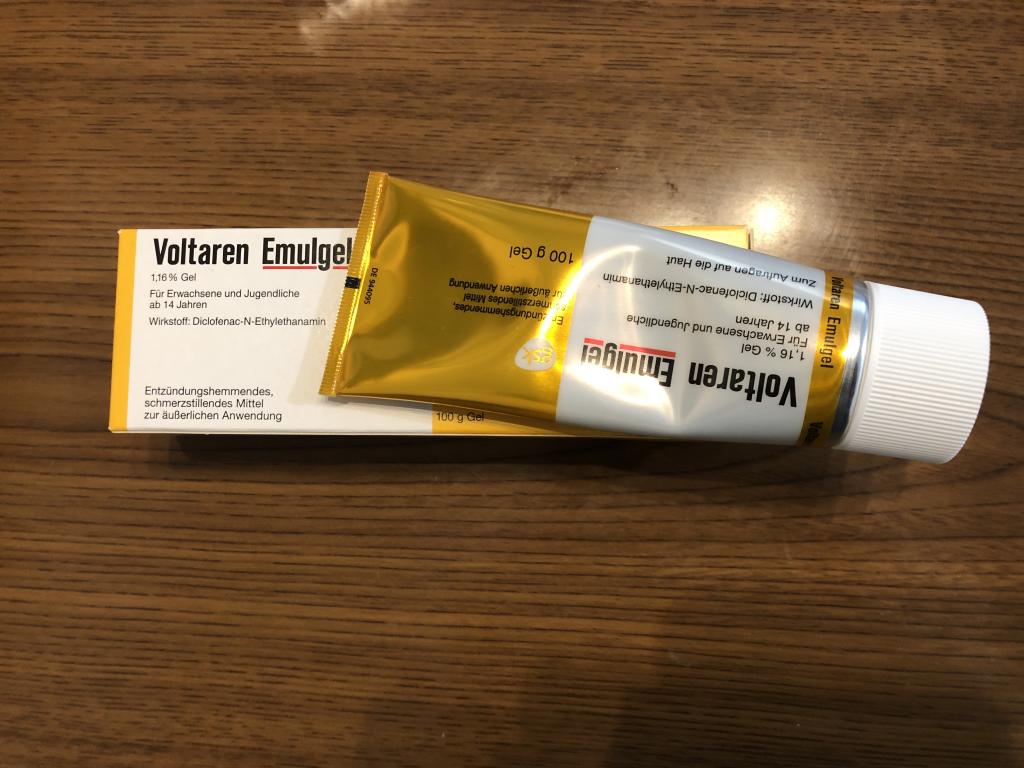 Voltaren Emulgel
1,16 % Gel
Für Erwachsene und Jugendliche
ab 14 Jahren
Wirkstoff: Diclofenac-N-Ethylethanamin
Entzündungshemmendes,
schmerzstillendes Mittel
zur äußerlichen Anwendung
100 g Gel
Voltaren Emulgel
1,16 % Gel
Für Erwachsene und Jugendliche
ab 14 Jahren
Wirkstoff: Diclofenac-N-Ethylethanamin
Zum Auftragen auf die Haut
gsk
Entzündungshemmendes,
schmerzstillendes Mittel
zur äußerlichen Anwendung
100 g Gel
DE 944095
Voltaren Emulgel